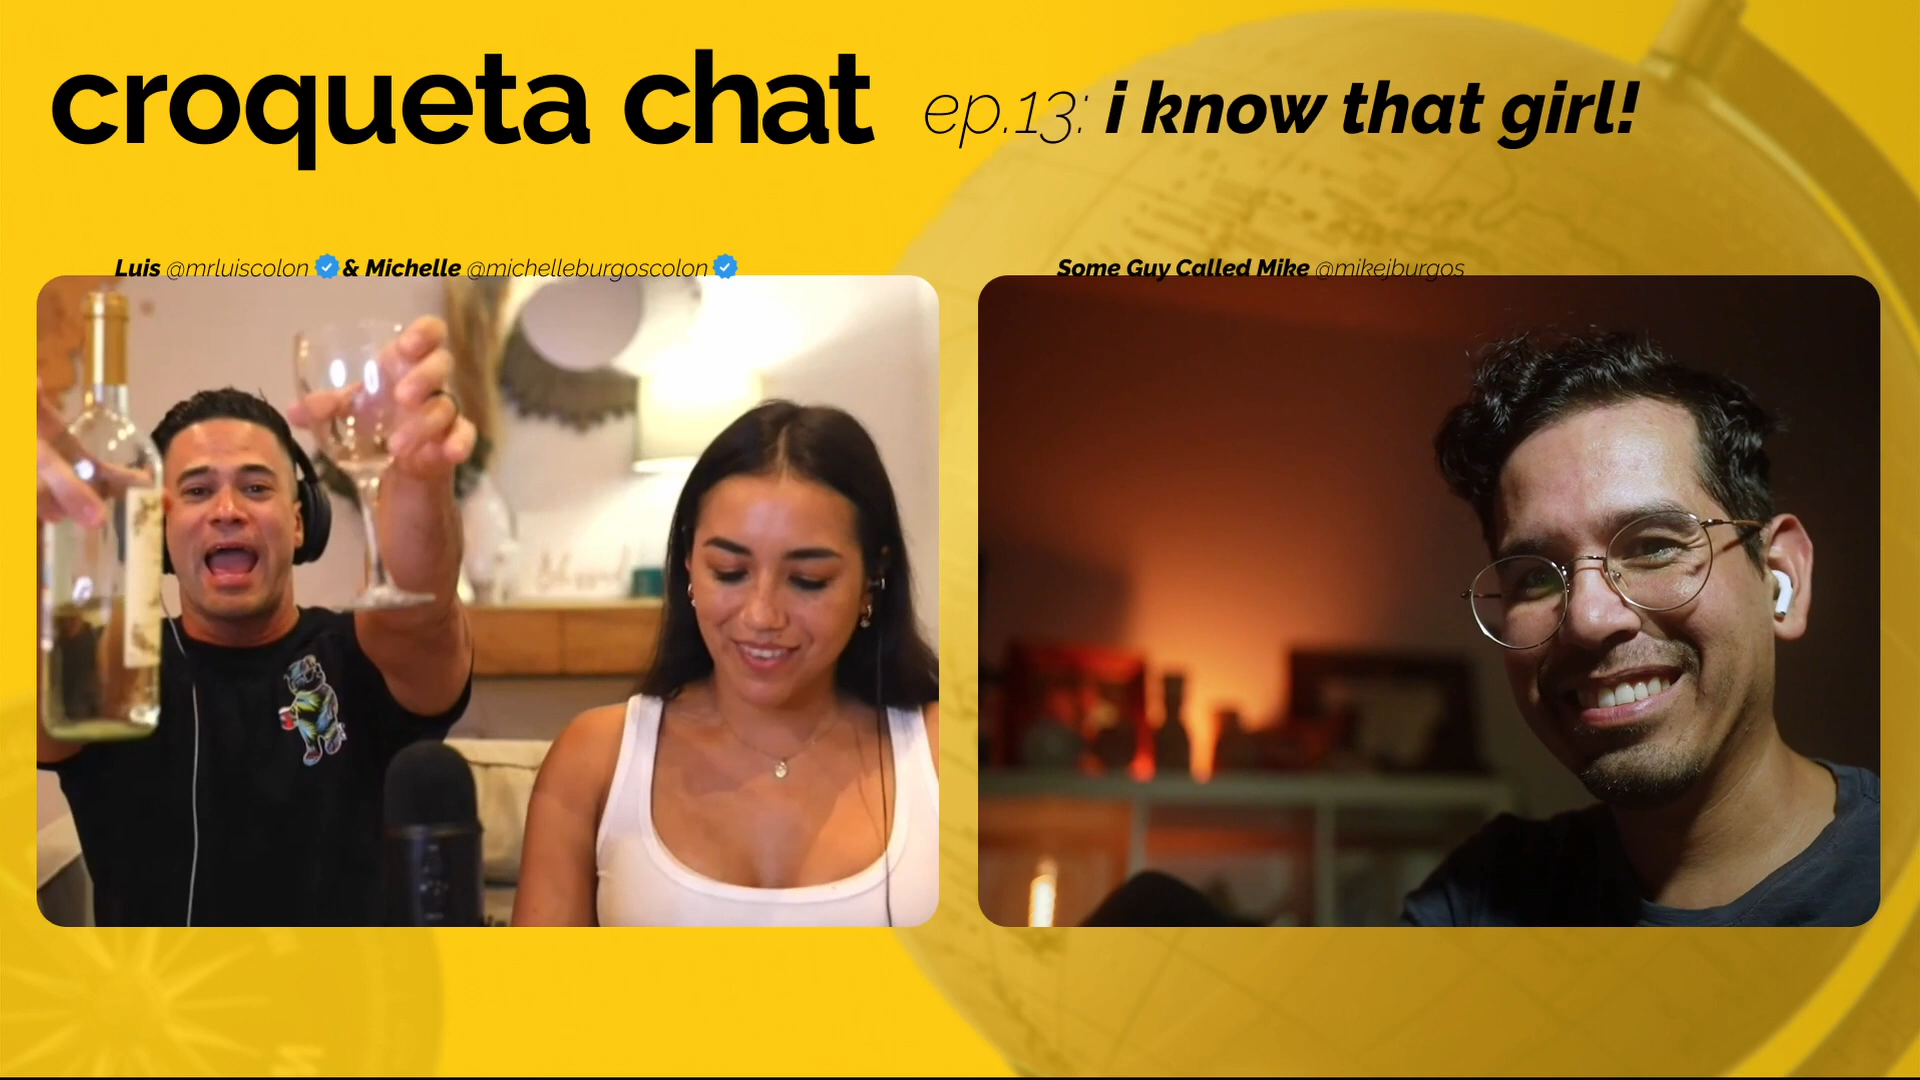 croqueta chat ep.13: i know that girl!
Luis @mrluiscolon & Michelle @michelleburgoscolon
Some Guy Called Mike @mikejburgos